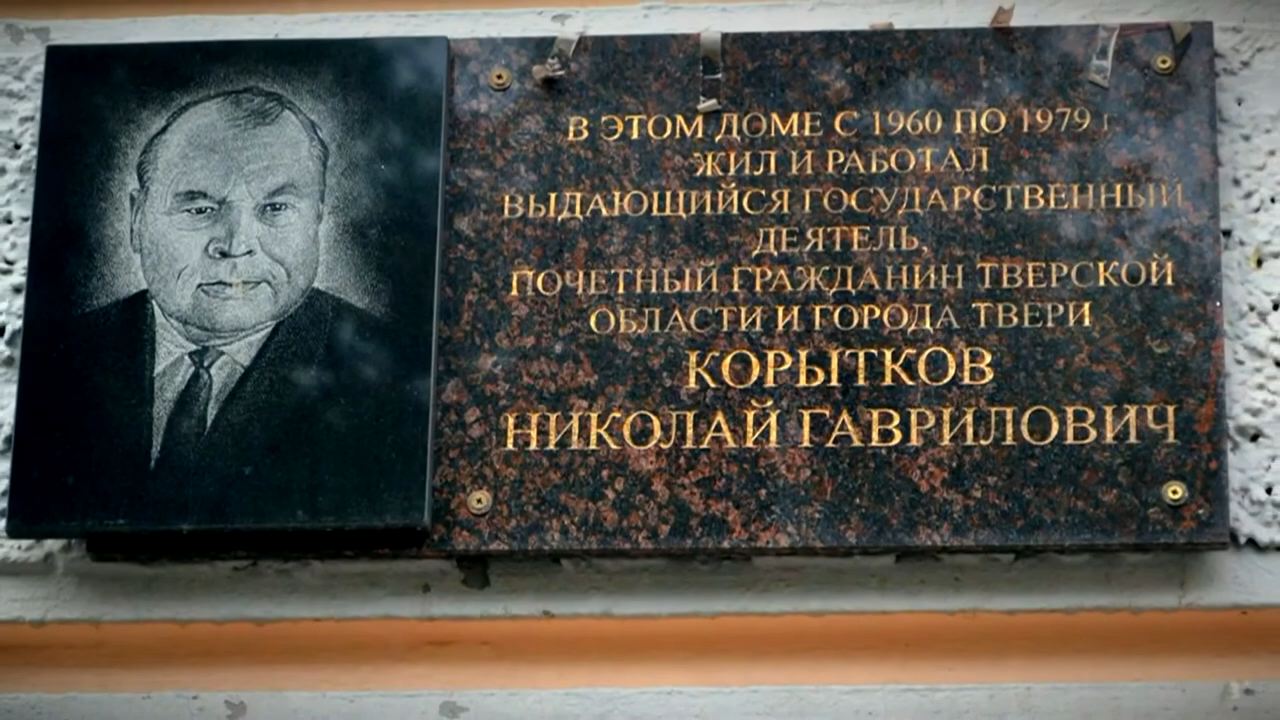 В ЭТОМ ДОМЕ С 1960 ПО 1979 г
ЖИЛ И РАБОТАЛ
ВЫДАЮЩИЙСЯ ГОСУДАРСТВЕННЫЙ
ДЕЯТЕЛЬ,
ПОЧЕТНЫЙ ГРАЖДАНИН ТВЕРСКОЙ
ОБЛАСТИ И ГОРОДА ТВЕРИ
КОРЫТКОВ
НИКОЛАЙ ГАВРИЛОВИЧ